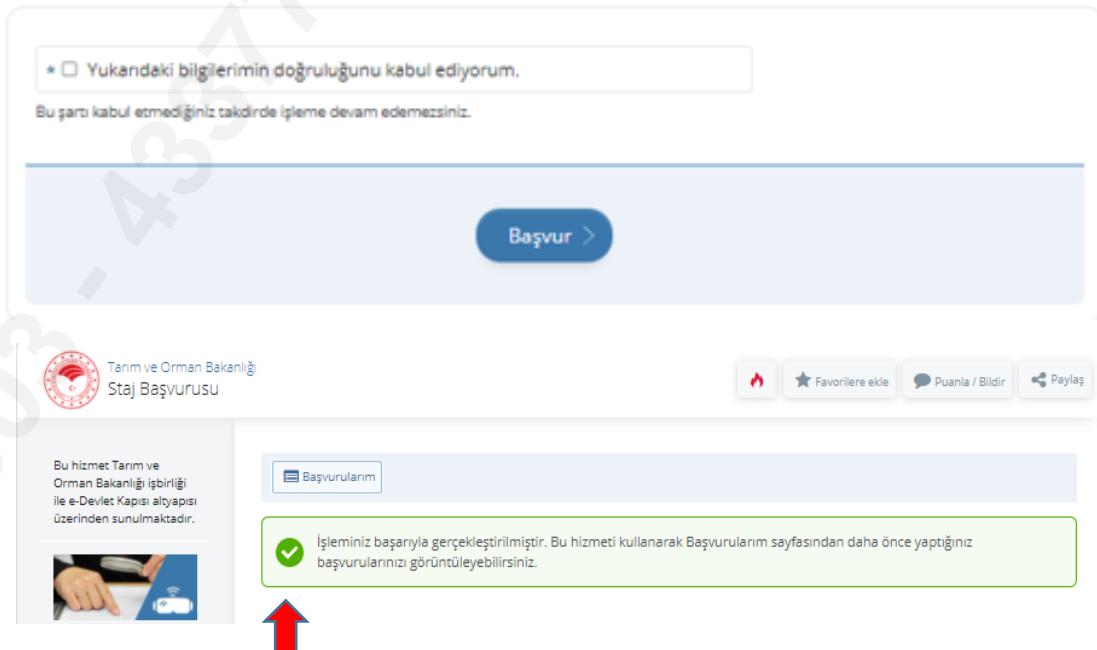 * Yukarıdaki bilgilerimin doğruluğunu kabul ediyorum.
Bu şartı kabul etmediğiniz takdirde işleme devam edemezsiniz.
Başvur
Tarım ve Orman Bakanlığı
Staj Başvurusu
Favorilere ekle
Puanla / Bildir
Paylaş
Bu hizmet Tarım ve
Orman Bakanlığı işbirliği
ile e-Devlet Kapısı altyapısı
üzerinden sunulmaktadır.
Başvurularım
İşleminiz başarıyla gerçekleştirilmiştir. Bu hizmeti kullanarak Başvurularım sayfasından daha önce yaptığınız
başvurularınızı görüntüleyebilirsiniz.